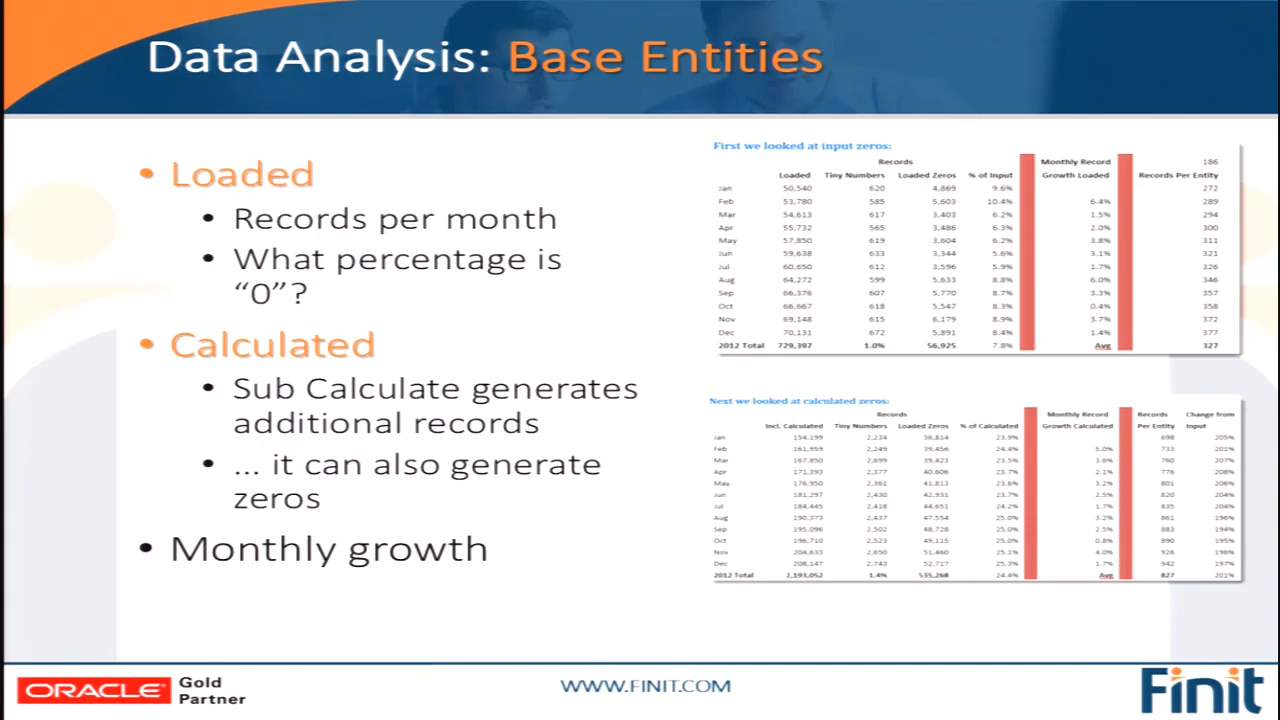 Data Analysis: Base Entities
• Loaded
• Records per month
• What percentage is
“0”?
• Calculated
• Sub Calculate generates
additional records
• ... it can also generate
zeros
• Monthly growth
First we looked at input zeros:
Records Monthly Record 186
Loaded Tiny Numbers Loaded Zeros % of Input Growth Loaded Records Per Entity
Jan 50,540 620 4,869 9.6% 272
Feb 53,780 585 5,603 10.4% 6.4% 289
Mar 54,613 617 3,403 6.2% 1.5% 294
Apr 55,732 565 3,486 6.3% 2.0% 300
May 57,850 619 3,604 6.2% 3.8% 311
Jun 59,638 633 3,344 5.6% 3.1% 321
Jul 60,650 612 3,596 5.9% 1.7% 326
Aug 64,272 599 5,633 8.8% 6.0% 346
Sep 66,376 607 5,770 8.7% 3.3% 357
Oct 66,667 618 5,547 8.3% 0.4% 358
Nov 69,148 615 6,179 8.9% 3.7% 372
Dec 70,131 672 5,891 8.4% 1.4% 377
2012 Total 729,397 1.0% 56,925 7.8% Avg 327
Next we looked at calculated zeros:
Records Monthly Record Records Change from
Incl. Calculated Tiny Numbers Loaded Zeros % of Calculated Growth Calculated Per Entity Input
Jan 154,199 2,234 36,814 23.9% 698 205%
Feb 161,959 2,249 39,456 24.4% 5.0% 733 201%
Mar 167,850 2,699 39,423 23.5% 3.6% 760 207%
Apr 171,393 2,377 40,606 23.7% 2.1% 776 208%
May 176,950 2,361 41,813 23.6% 3.2% 801 206%
Jun 181,297 2,430 42,931 23.7% 2.5% 820 204%
Jul 184,445 2,418 44,651 24.2% 1.7% 835 204%
Aug 190,373 2,437 47,554 25.0% 3.2% 861 196%
Sep 195,096 2,502 48,728 25.0% 2.5% 883 194%
Oct 196,710 2,523 49,115 25.0% 0.8% 890 195%
Nov 204,633 2,650 51,460 25.1% 4.0% 926 196%
Dec 208,147 2,743 52,717 25.3% 1.7% 942 197%
2012 Total 2,193,052 1.4% 535,268 24.4% Avg 827 201%
ORACLE Gold
Partner
WWW.FINIT.COM
Finit